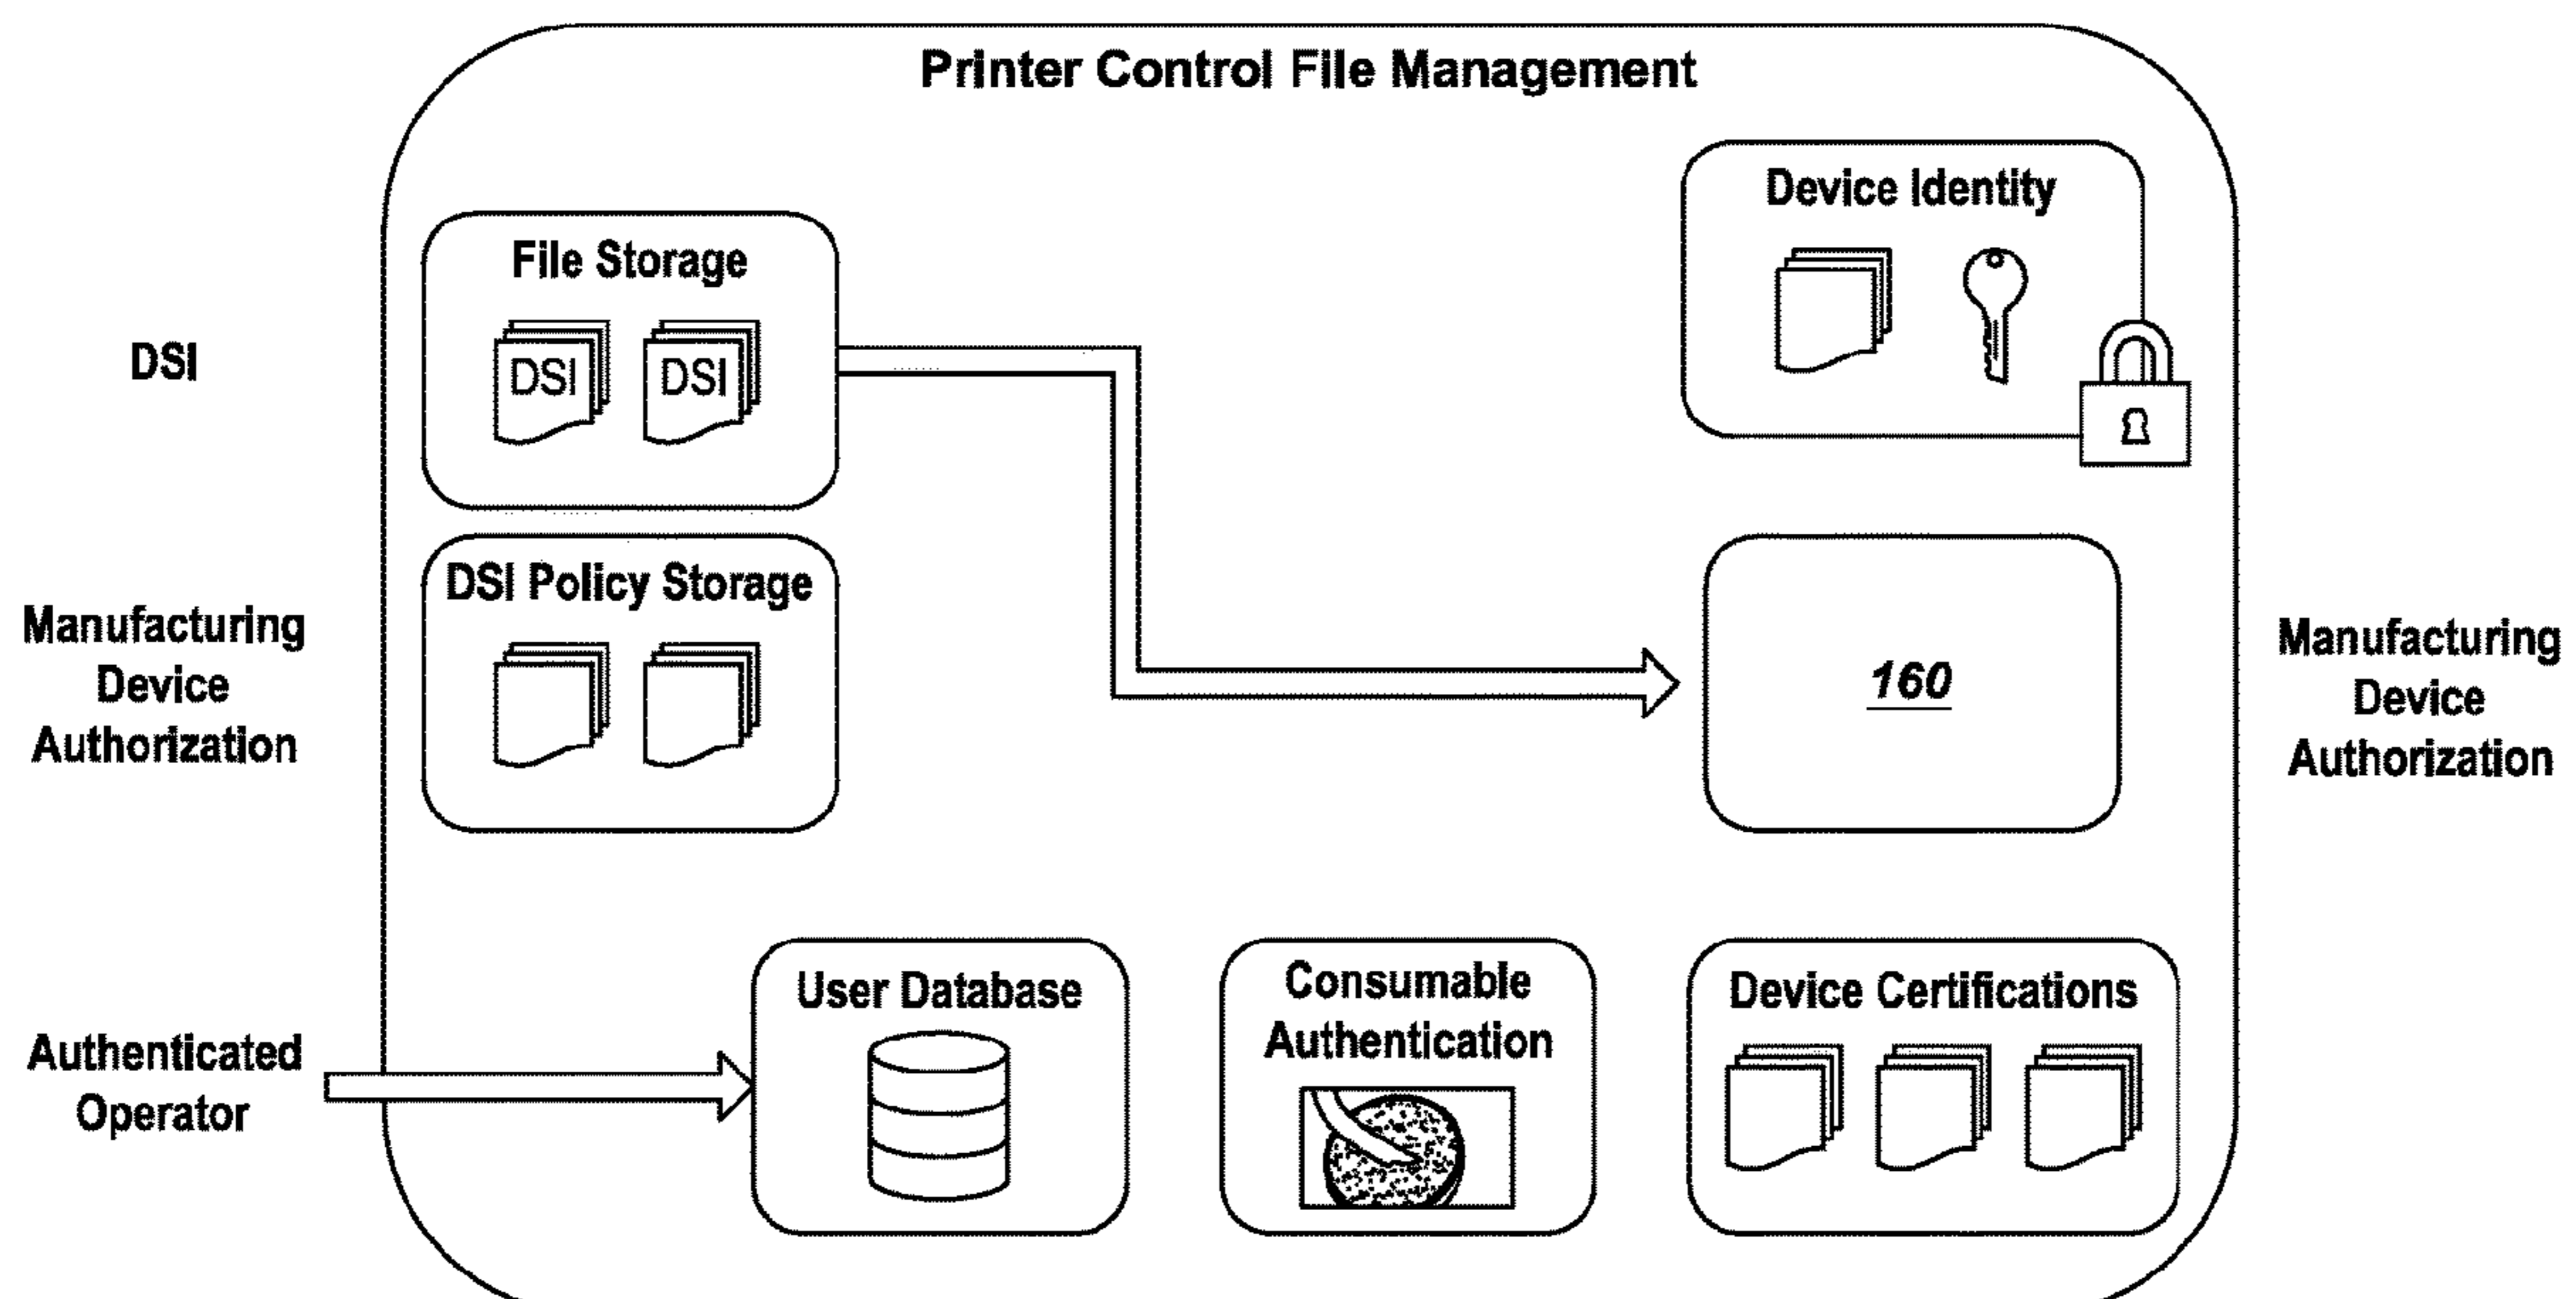 Printer Control File Management
Device Identity
File Storage
DSI
DSI
DSI
DSI Policy Storage
Manufacturing
Device
Authorization
160
Manufacturing
Device
Authorization
User Database
Consumable
Authentication
Device Certifications
Authenticated
Operator